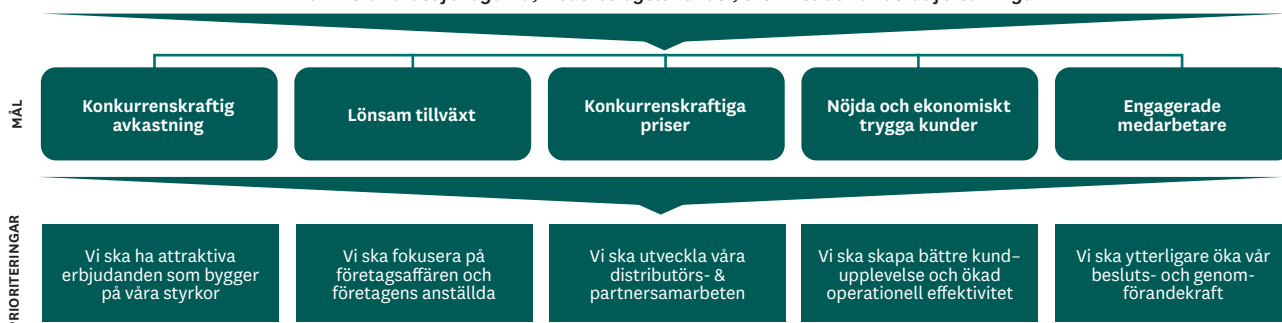 MÅL
Konkurrenskraftig
avkastning
Lönsam tillväxt
Konkurrenskraftiga
priser
Nöjda och ekonomiskt
trygga kunder
Engagerade
medarbetare
PRIORITERINGAR
Vi ska ha attraktiva
erbjudanden som bygger
på våra styrkor
Vi ska fokusera på
företagsaffären och
företagens anställda
Vi ska utveckla våra
distributörs- &
partnersamarbeten
Vi ska skapa bättre kund–
upplevelse och ökad
operationell effektivitet
Vi ska ytterligare öka vår
besluts- och genom-
förandekraft